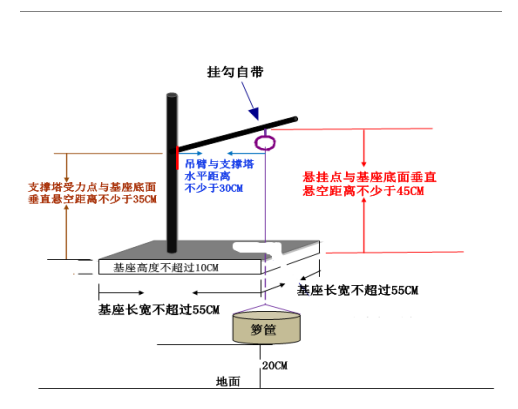 挂勾自带
吊臂与支撑塔
水平距离
不少于30CM
支撑塔受力点与基座底面
垂直悬空距离不少于35CM
悬挂点与基座底面垂直
悬空距离不少于45CM
基座高度不超过10CM
基座长宽不超过55CM
基座长宽不超过55CM
箩筐
20CM
地面